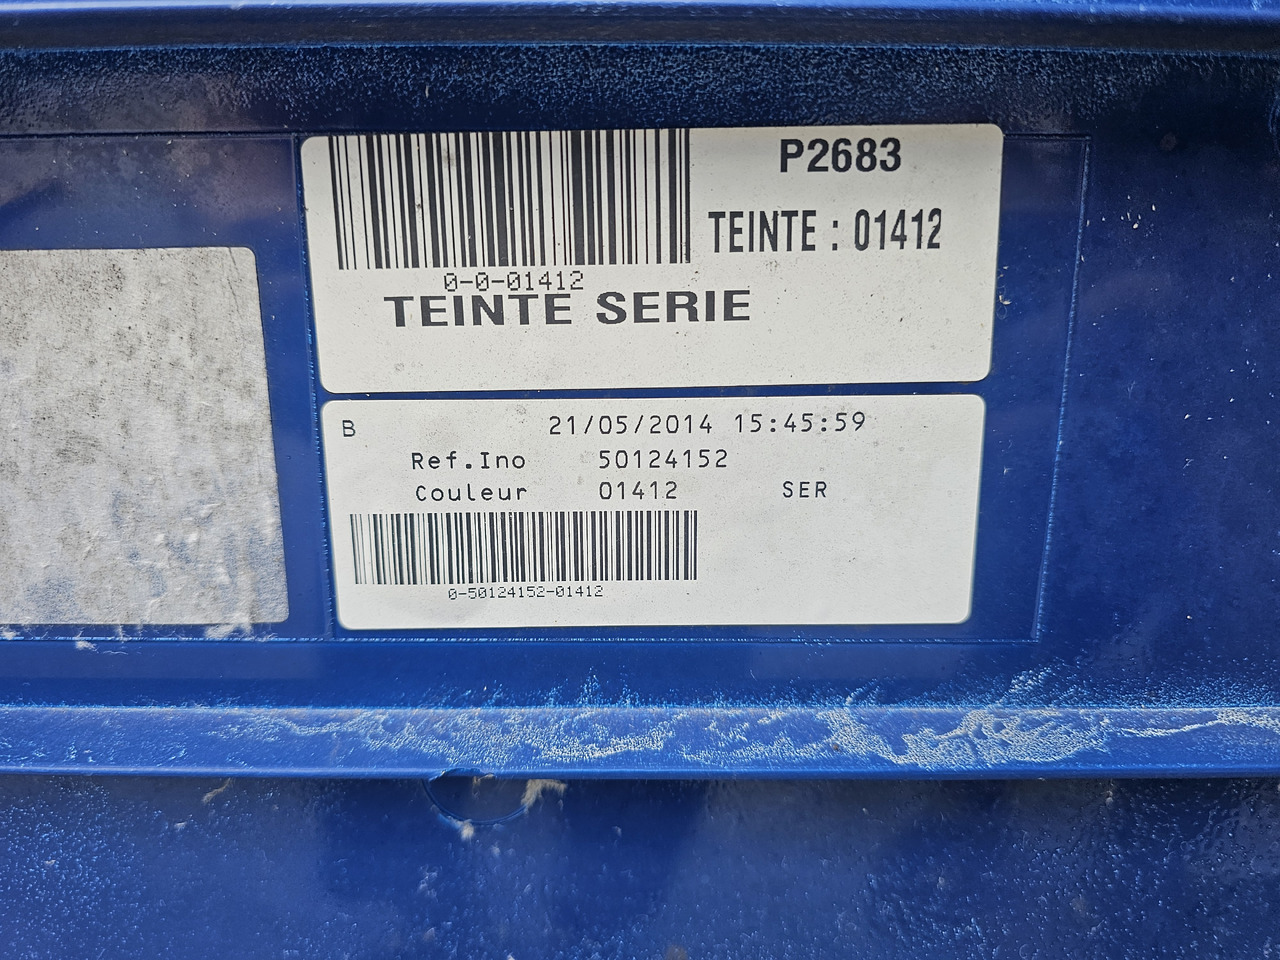 P2683
TEINTE : 01412
0-0-01412
TEINTE SERIE
B 21/05/2014 15:45:59
Ref.Ino 50124152
Couleur 01412 SER
0-50124152-01412